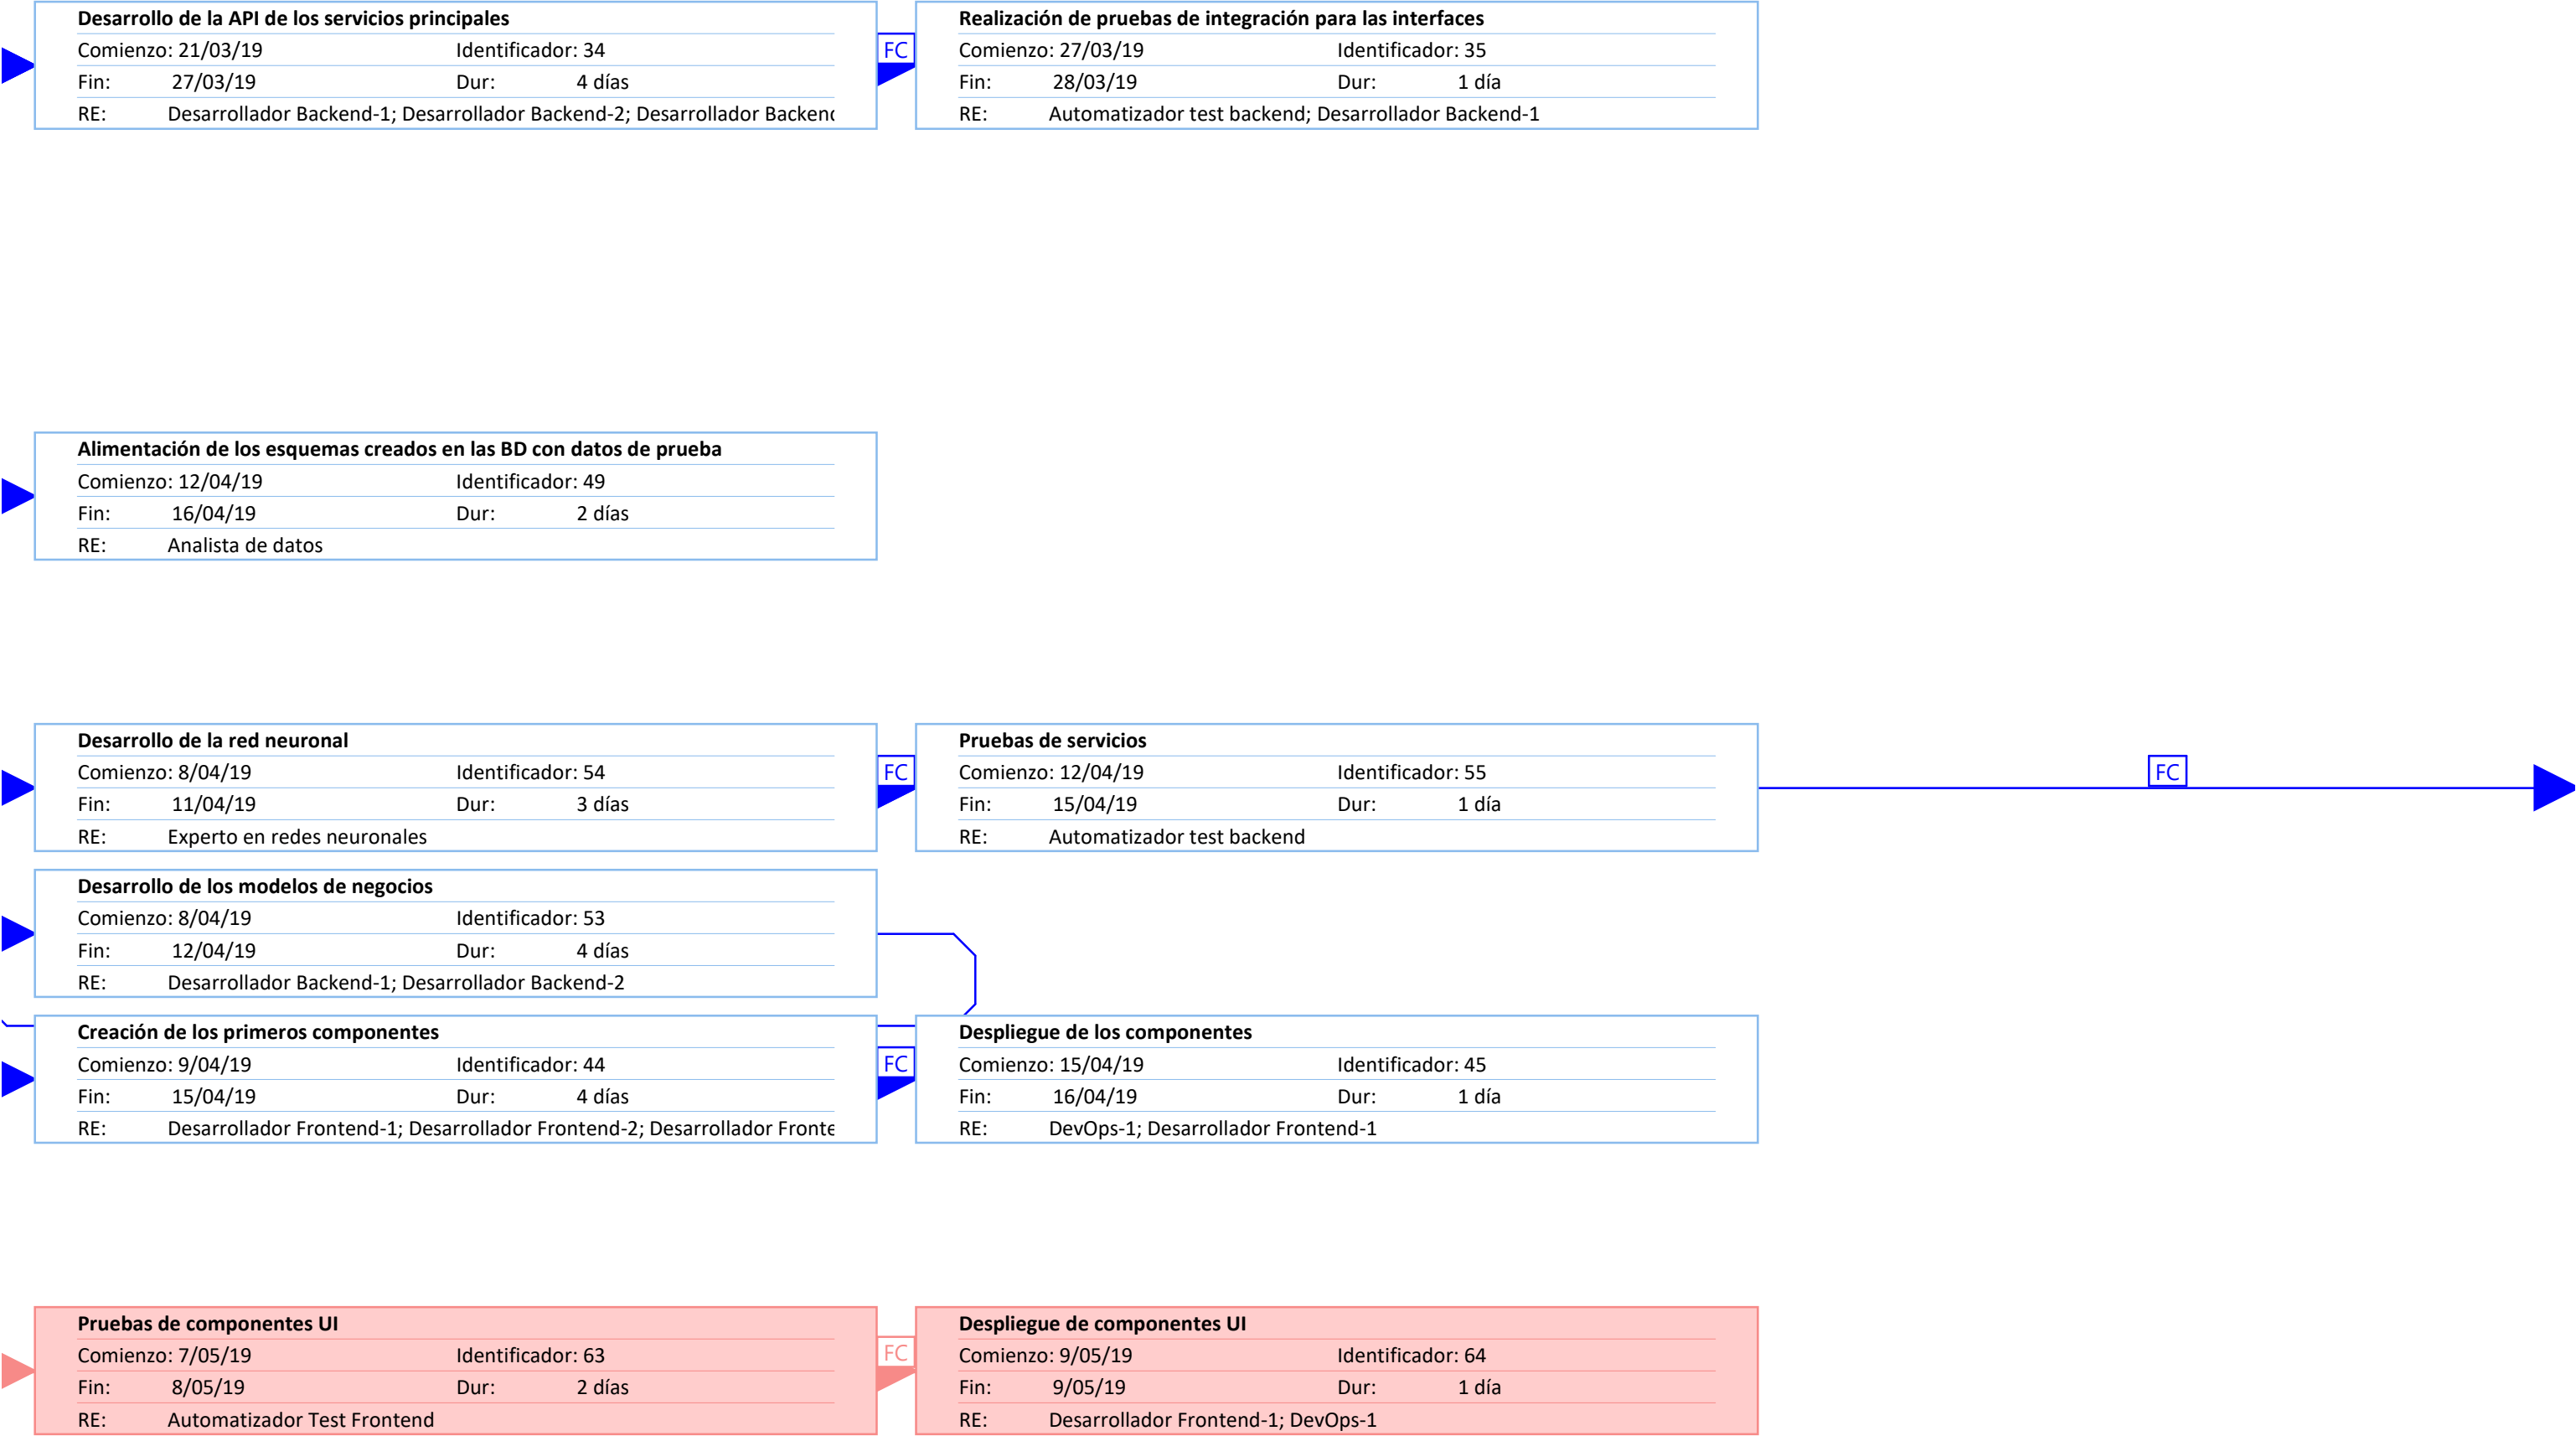 Desarrollo de la API de los servicios principales
Comienzo: 21/03/19 Identificador: 34
Fin: 27/03/19 Dur: 4 días
RE: Desarrollador Backend-1; Desarrollador Backend-2; Desarrollador Backend
FC
Realización de pruebas de integración para las interfaces
Comienzo: 27/03/19 Identificador: 35
Fin: 28/03/19 Dur: 1 día
RE: Automatizador test backend; Desarrollador Backend-1
Alimentación de los esquemas creados en las BD con datos de prueba
Comienzo: 12/04/19 Identificador: 49
Fin: 16/04/19 Dur: 2 días
RE: Analista de datos
Desarrollo de la red neuronal
Comienzo: 8/04/19 Identificador: 54
Fin: 11/04/19 Dur: 3 días
RE: Experto en redes neuronales
FC
Pruebas de servicios
Comienzo: 12/04/19 Identificador: 55
Fin: 15/04/19 Dur: 1 día
RE: Automatizador test backend
FC
Desarrollo de los modelos de negocios
Comienzo: 8/04/19 Identificador: 53
Fin: 12/04/19 Dur: 4 días
RE: Desarrollador Backend-1; Desarrollador Backend-2
Creación de los primeros componentes
Comienzo: 9/04/19 Identificador: 44
Fin: 15/04/19 Dur: 4 días
RE: Desarrollador Frontend-1; Desarrollador Frontend-2; Desarrollador Fronte
FC
Despliegue de los componentes
Comienzo: 15/04/19 Identificador: 45
Fin: 16/04/19 Dur: 1 día
RE: DevOps-1; Desarrollador Frontend-1
Pruebas de componentes UI
Comienzo: 7/05/19 Identificador: 63
Fin: 8/05/19 Dur: 2 días
RE: Automatizador Test Frontend
FC
Despliegue de componentes UI
Comienzo: 9/05/19 Identificador: 64
Fin: 9/05/19 Dur: 1 día
RE: Desarrollador Frontend-1; DevOps-1